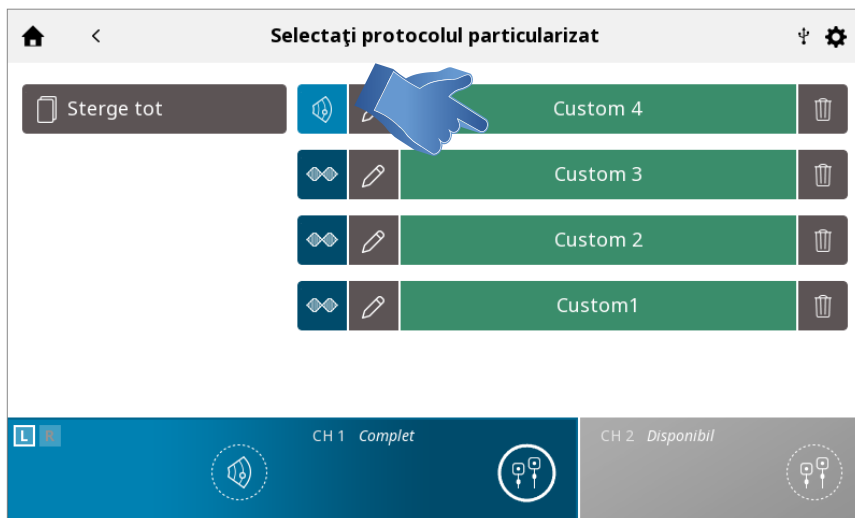 Selectaţi protocolul particularizat
Sterge tot
Custom 4
Custom 3
Custom 2
Custom1
L R
CH 1 Complet
CH 2 Disponibil